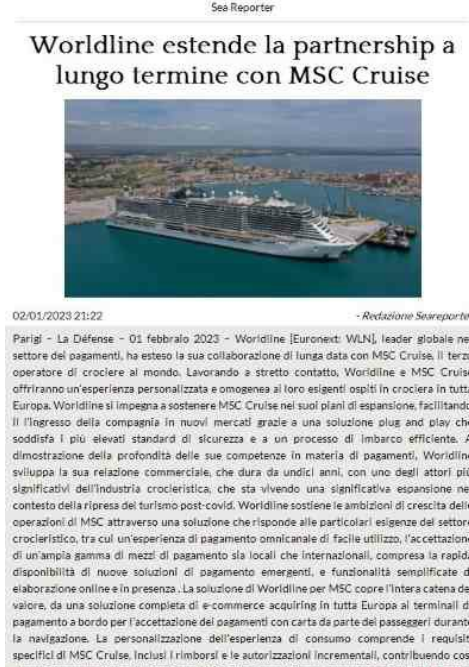 Sea Reporter
Worldline estende la partnership a
lungo termine con MSC Cruise
02/01/2023 21:22
- Redazione Seareporter
Parigi – La Défense – 01 febbraio 2023 – Worldline [Euronext: WLN], leader globale nel
settore dei pagamenti, ha esteso la sua collaborazione di lunga data con MSC Cruise, il terzo
operatore di crociere al mondo. Lavorando a stretto contatto, Worldline e MSC Cruise
offriranno un'esperienza personalizzata e omogenea ai loro esigenti ospiti in crociera in tutta
Europa. Worldline si impegna a sostenere MSC Cruise nei suoi piani di espansione, facilitando
l'ingresso della compagnia in nuovi mercati grazie a una soluzione plug and play che
soddisfa i più elevati standard di sicurezza e a un processo di imbarco efficiente. A
dimostrazione della profondità delle sue competenze in materia di pagamenti, Worldline
sviluppa la sua relazione commerciale, che dura da undici anni, con uno degli attori più
significativi dell'industria crocieristica, che sta vivendo una significativa espansione nel
contesto della ripresa del turismo post-covid. Worldline sostiene le ambizioni di crescita delle
operazioni di MSC attraverso una soluzione che risponde alle particolari esigenze del settore
crocieristico, tra cui un'esperienza di pagamento omnicanale di facile utilizzo, l'accettazione
di un'ampia gamma di mezzi di pagamento sia locali che internazionali, compresa la rapida
disponibilità di nuove soluzioni di pagamento emergenti, e funzionalità semplificate di
elaborazione online e in presenza. La soluzione di Worldline per MSC copre l'intera catena del
valore, da una soluzione completa di e-commerce acquiring in tutta Europa ai terminali di
pagamento a bordo per l'accettazione dei pagamenti con carta da parte dei passeggeri durante
la navigazione. La personalizzazione dell'esperienza di consumo comprende i requisiti
specifici di MSC Cruise, inclusi i rimborsi e le autorizzazioni incrementali, contribuendo così